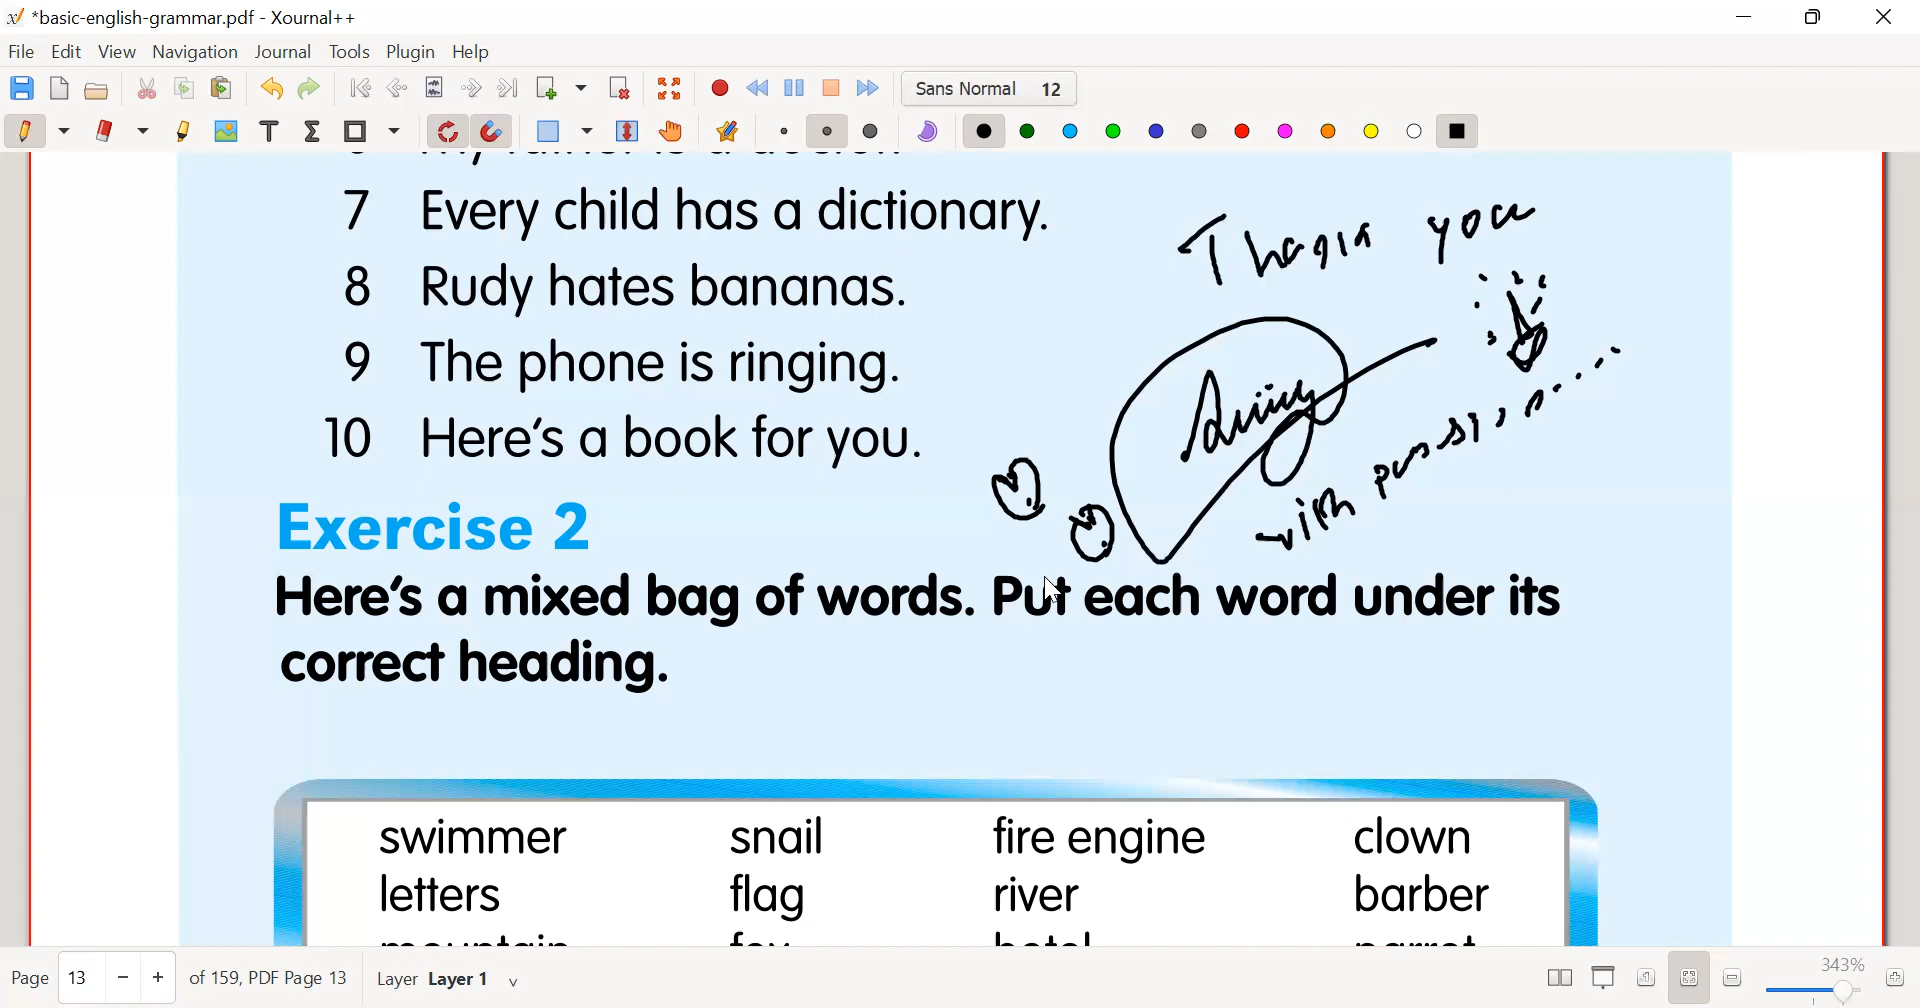 *basic-english-grammar.pdf - Xournal++
File Edit View Navigation Journal Tools Plugin Help
Sans Normal 12
7 Every child has a dictionary.
8 Rudy hates bananas.
9 The phone is ringing.
10 Here's a book for you.
you
with
Exercise 2
Here's a mixed bag of words. Put each word under its
correct heading.
swimmer snail fire engine clown
letters flag river barber
Page 13 of 159, PDF Page 13 Layer Layer 1 343%